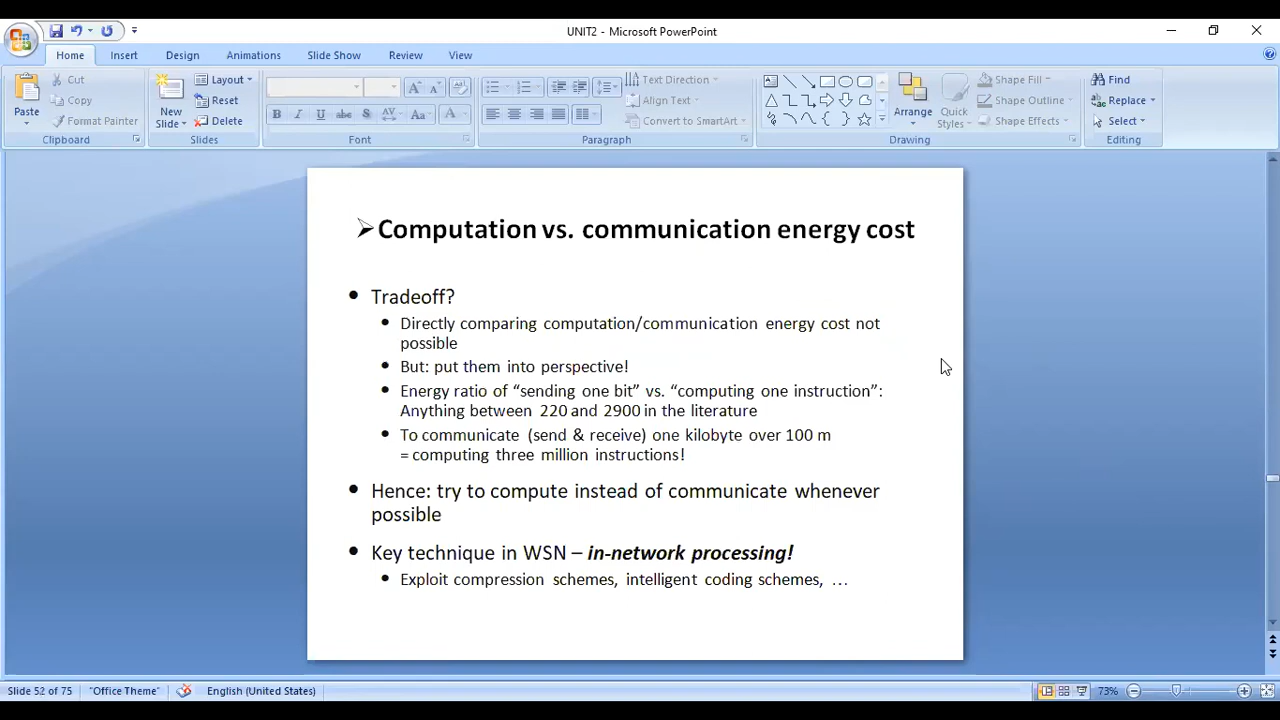 UNIT2 - Microsoft PowerPoint
Home Insert Design Animations Slide Show Review View
Cut
Copy
Format Painter
Paste
Clipboard
New
Slide
Layout
Reset
Delete
Slides
B I U abc S AV Aa A
Font
Text Direction
Align Text
Convert to SmartArt
Paragraph
Arrange
Quick
Styles
Shape Fill
Shape Outline
Shape Effects
Drawing
Find
Replace
Select
Editing
➢ Computation vs. communication energy cost
• Tradeoff?
• Directly comparing computation/communication energy cost not
possible
• But: put them into perspective!
• Energy ratio of “sending one bit” vs. “computing one instruction”:
Anything between 220 and 2900 in the literature
• To communicate (send & receive) one kilobyte over 100 m
= computing three million instructions!
• Hence: try to compute instead of communicate whenever
possible
• Key technique in WSN – in-network processing!
• Exploit compression schemes, intelligent coding schemes, …
Slide 52 of 75 "Office Theme" English (United States) 73%